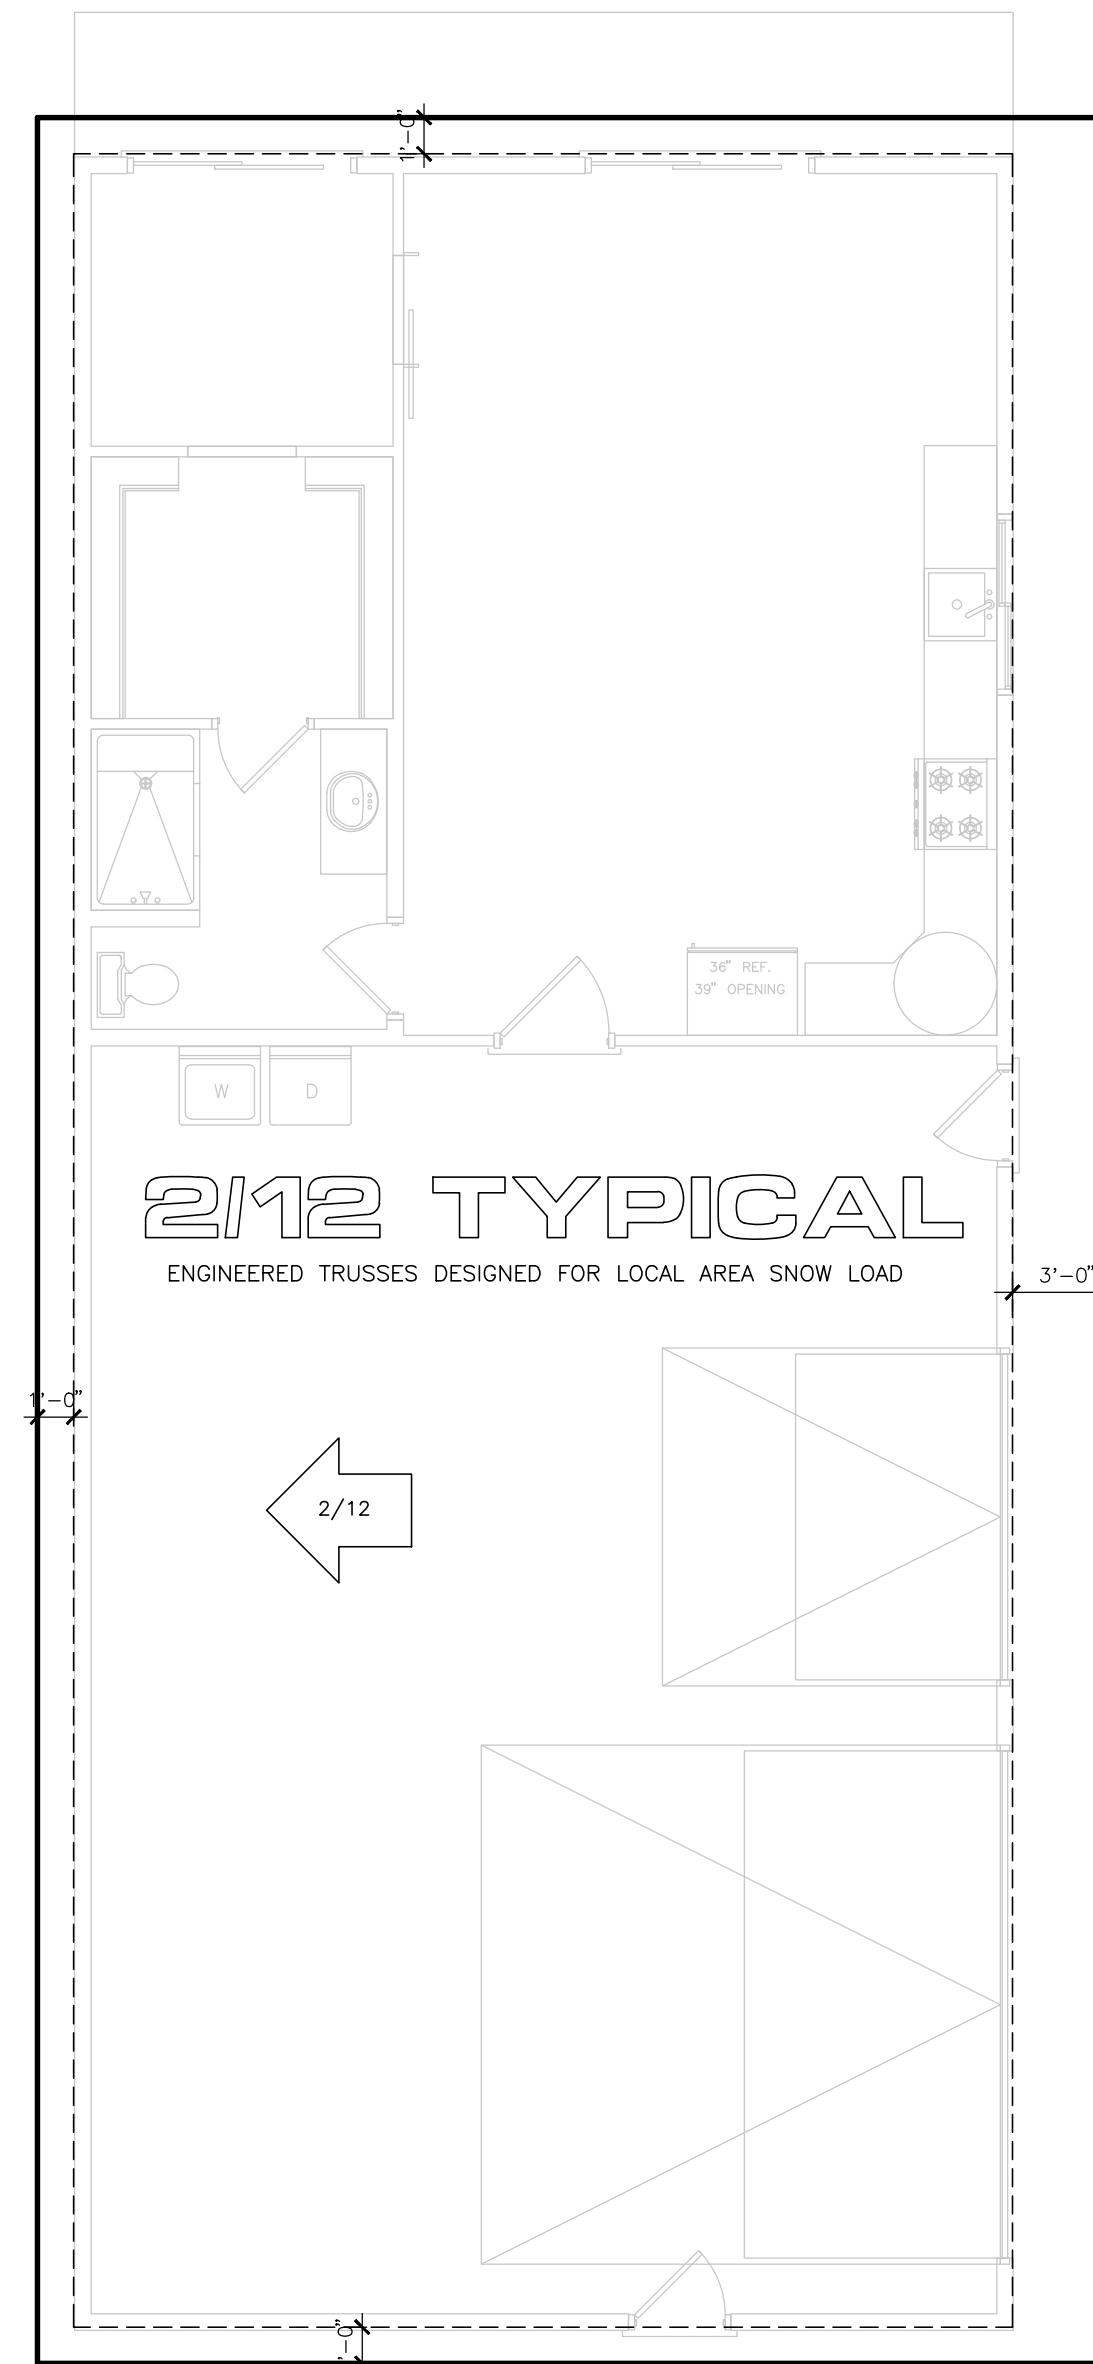 1'-0"
36" REF.
39" OPENING
W D
2/12 TYPICAL
ENGINEERED TRUSSES DESIGNED FOR LOCAL AREA SNOW LOAD
3'-0"
1'-0"
2/12
'-0"